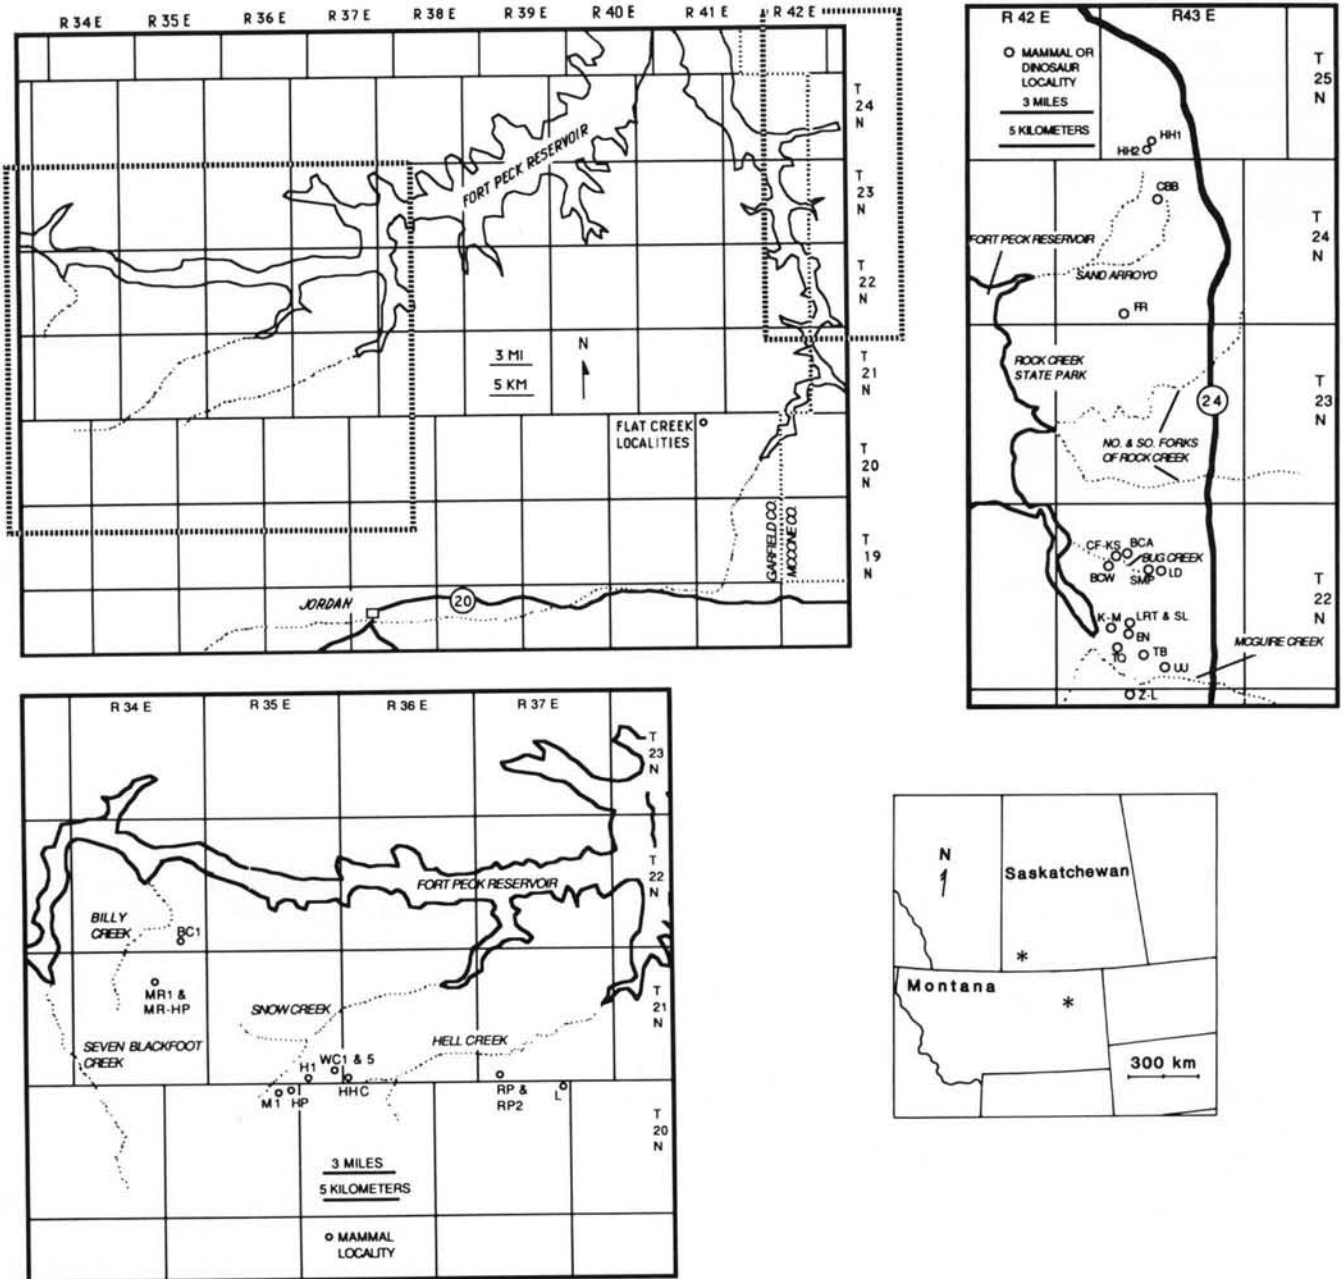 R 34 E R 35 E R 36 E R 37 E R 38 E R 39 E R 40 E R 41 E R 42 E
T
24
N
FORT PECK RESERVOIR
T
23
N
T
22
N
3 MI
5 KM
N
T
21
N
FLAT CREEK
LOCALITIES
T
20
N
GARFIELD CO.
MCCONE CO.
T
19
N
JORDAN
20
R 42 E R43 E
MAMMAL OR
DINOSAUR
LOCALITY
3 MILES
5 KILOMETERS
T
25
N
HH1
HH2
CBB
T
24
N
FORT PECK RESERVOIR
SAND ARROYO
FR
ROCK CREEK
STATE PARK
24
T
23
N
NO. & SO. FORKS
OF ROCK CREEK
CF-KS BCA
BUG CREEK
BCW SMP LD
T
22
N
K-M LRT & SL
EN
MCGUIRE CREEK
TQ TB
UU
Z-L
R 34 E R 35 E R 36 E R 37 E
T
23
N
T
22
N
FORT PECK RESERVOIR
BILLY
CREEK
BC1
MR1 &
MR-HP
SNOW CREEK
T
21
N
SEVEN BLACKFOOT
CREEK
HELL CREEK
WC1 & 5
H1
HHC
M1 HP
RP &
RP2
L
T
20
N
3 MILES
5 KILOMETERS
MAMMAL
LOCALITY
N
Saskatchewan
*
Montana
*
300 km